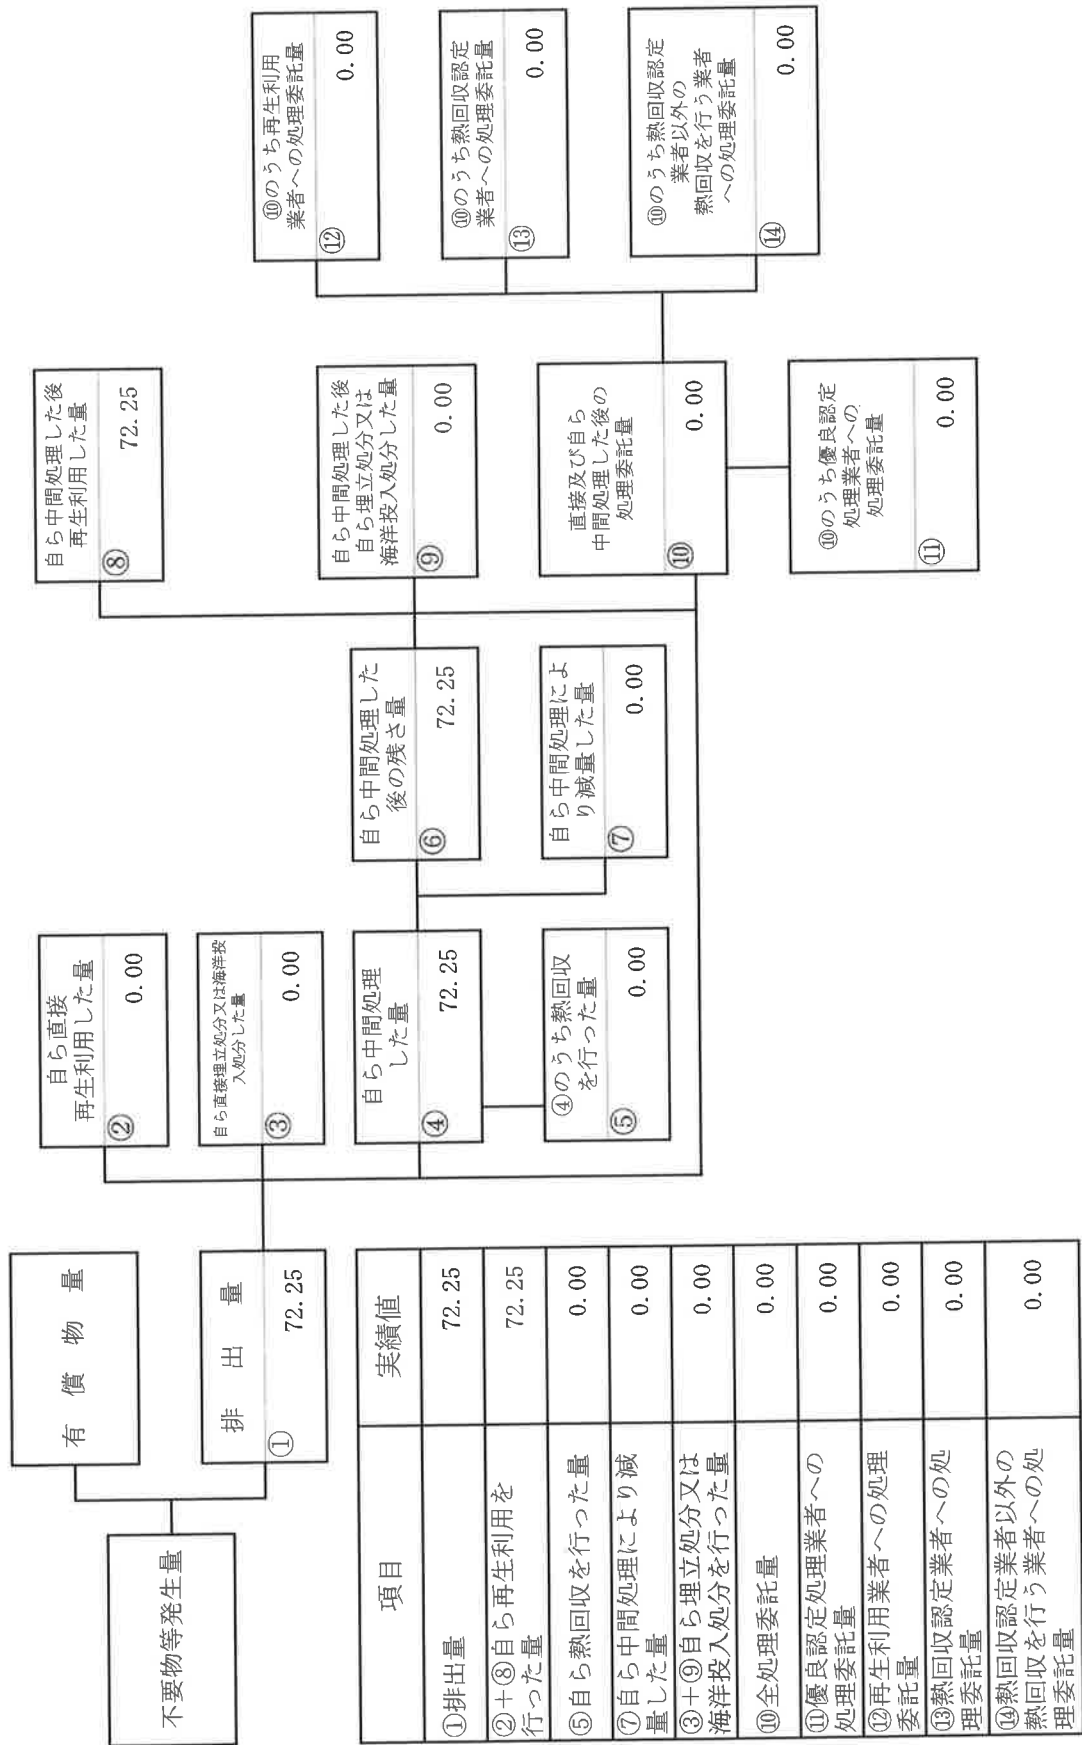 不要物等発生量
有償物量
排出量
①
72.25
自ら直接
再生利用した量
②
0.00
自ら直接埋立処分又は海洋投
入処分した量
③
0.00
自ら中間処理
した量
④
72.25
④のうち熱回収
を行った量
⑤
0.00
自ら中間処理した
後の残さ量
⑥
72.25
自ら中間処理によ
り減量した量
⑦
0.00
自ら中間処理した後
再生利用した量
⑧
72.25
自ら中間処理した後
自ら埋立処分又は
海洋投入処分した量
⑨
0.00
直接及び自ら
中間処理した後の
処理委託量
⑩
0.00
⑩のうち優良認定
処理業者への
処理委託量
⑪
0.00
⑩のうち再生利用
業者への処理委託量
⑫
0.00
⑩のうち熱回収認定
業者への処理委託量
⑬
0.00
⑩のうち熱回収認定
業者以外の
熱回収を行う業者
への処理委託量
⑭
0.00
項目
実績値
①排出量
72.25
②+⑧自ら再生利用を
行った量
72.25
⑤自ら熱回収を行った量
0.00
⑦自ら中間処理により減
量した量
0.00
③+⑨自ら埋立処分又は
海洋投入処分を行った量
0.00
⑩全処理委託量
0.00
⑪優良認定処理業者への
処理委託量
0.00
⑫再生利用業者への処理
委託量
0.00
⑬熱回収認定業者への処
理委託量
0.00
⑭熱回収認定業者以外の
熱回収を行う業者への処
理委託量
0.00